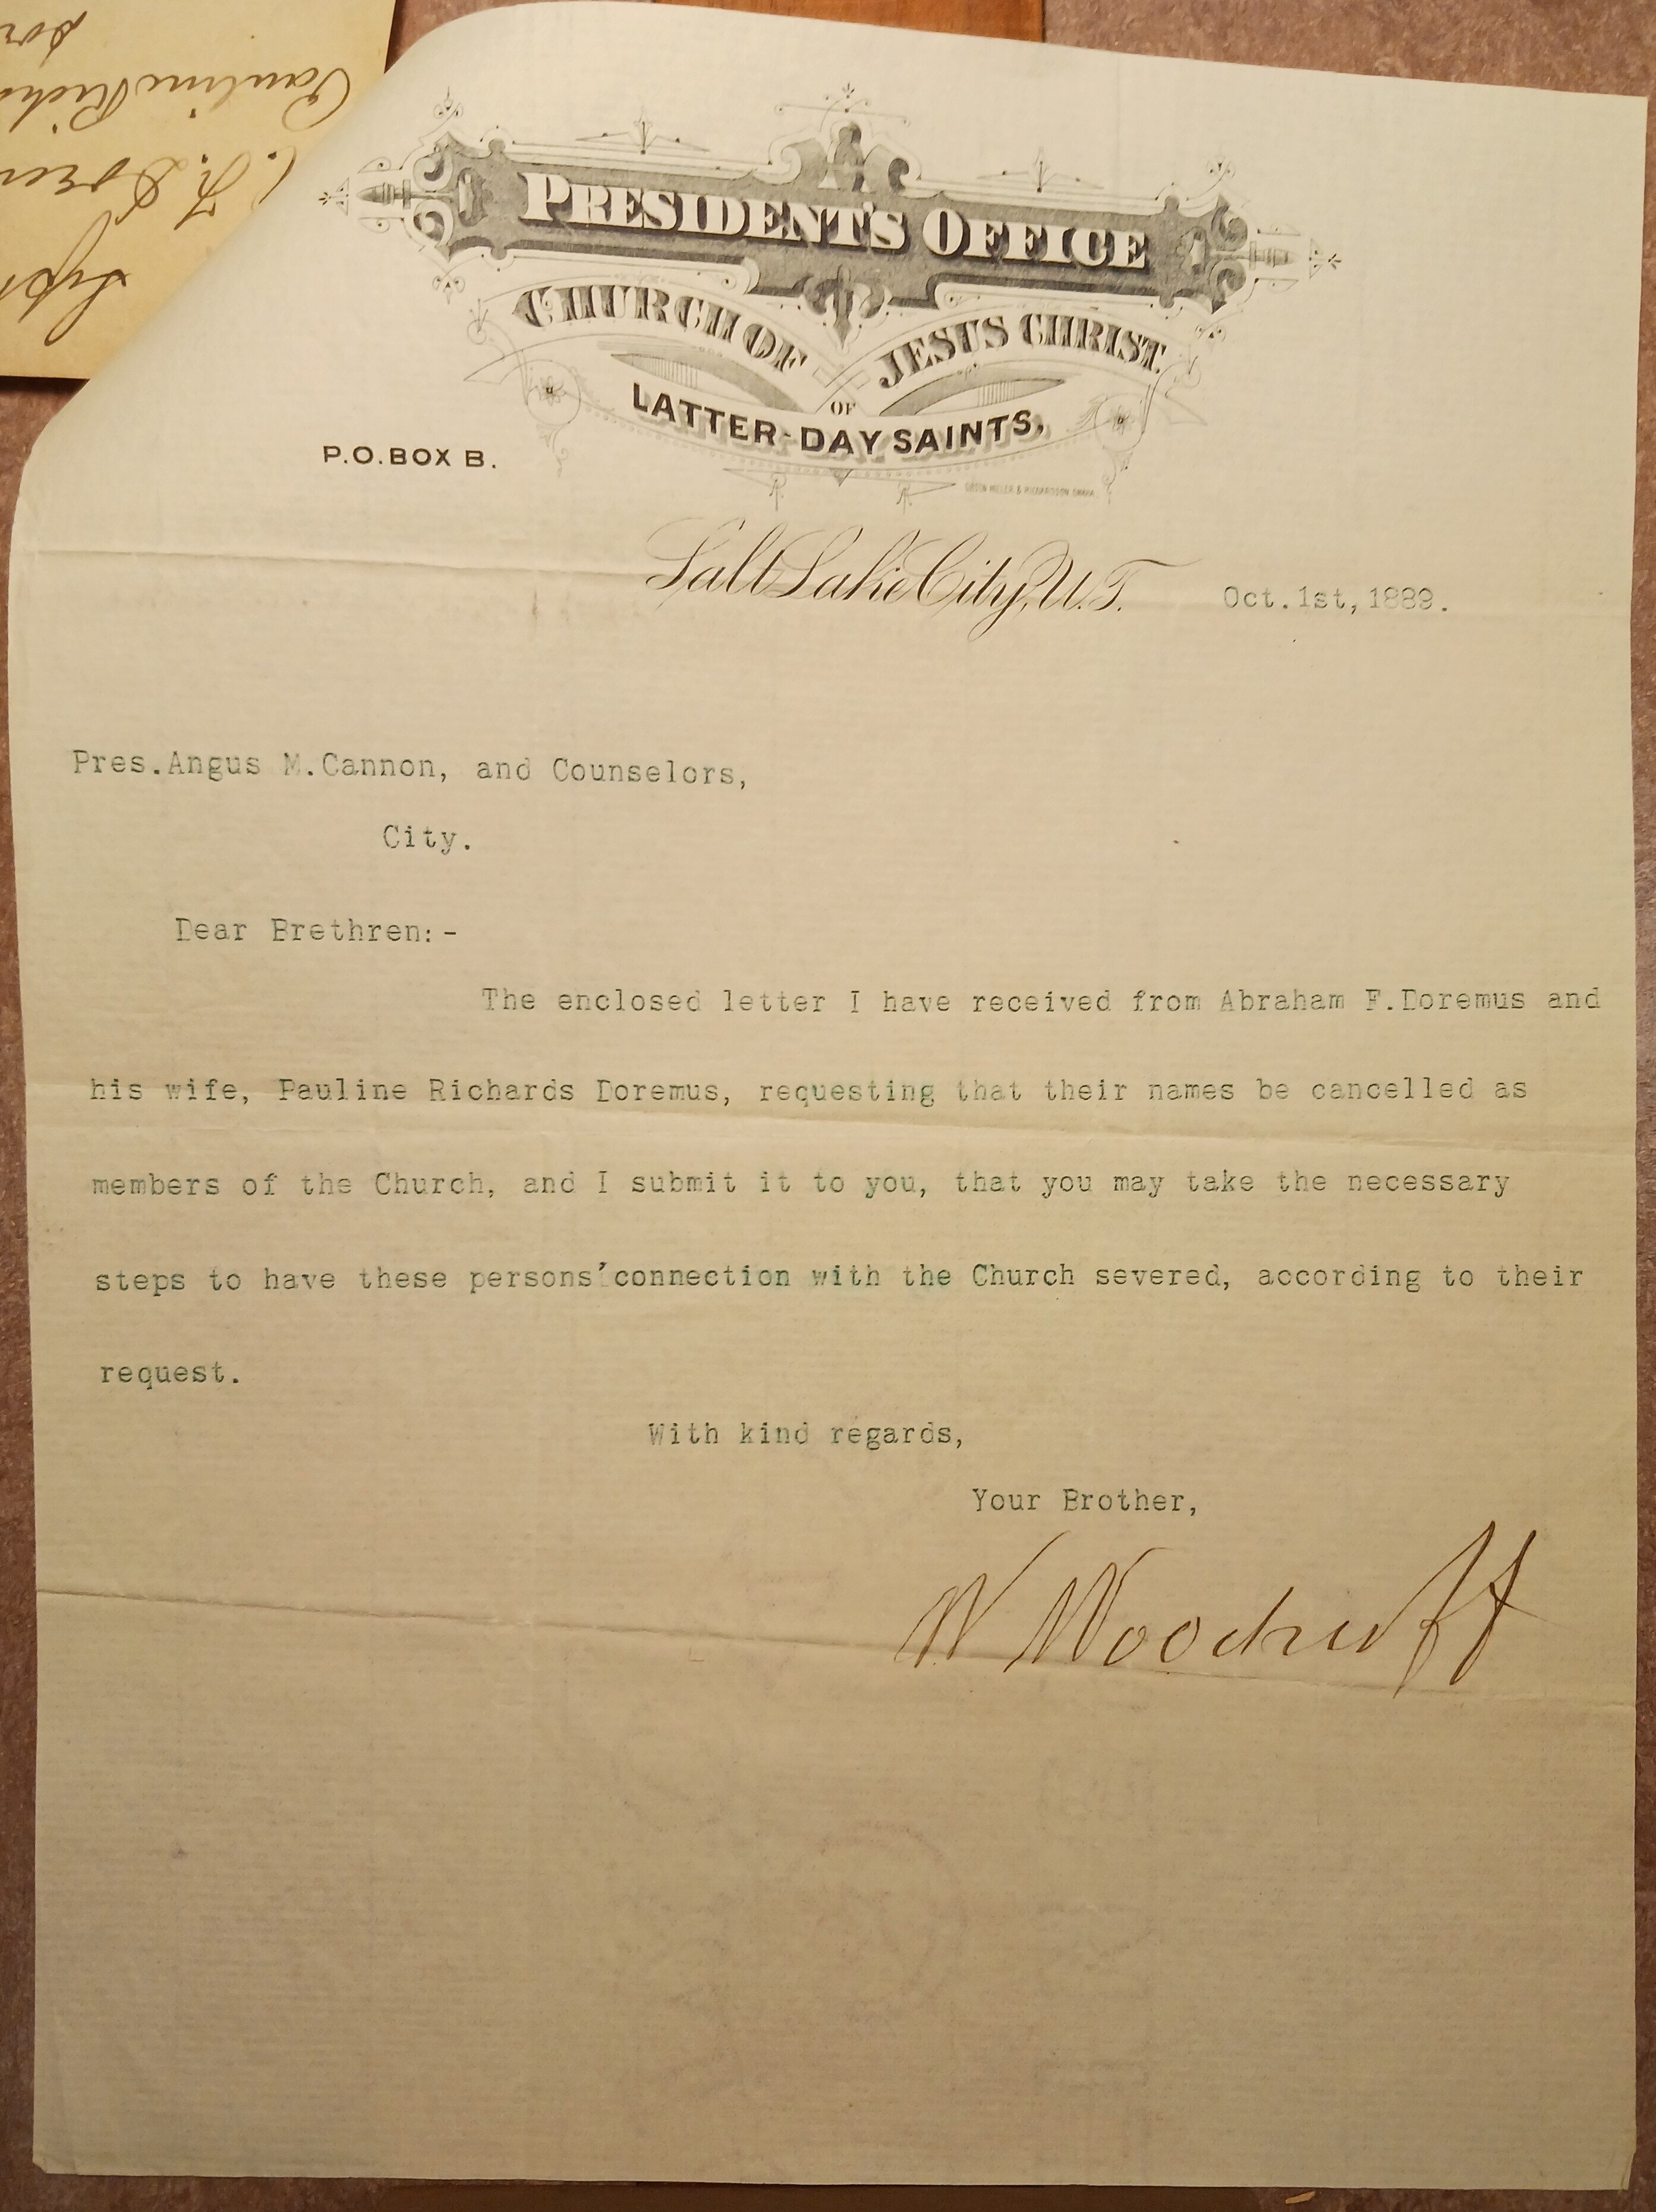 PRESIDENT'S OFFICE
CHURCH OF JESUS CHRIST
OF
LATTER-DAY SAINTS,
P.O.BOX B.
Salt Lake City, U.T. Oct.1st,1889.
Pres.Angus M.Cannon, and Counselors,
City.
Dear Brethren:-
The enclosed letter I have received from Abraham F.Doremus and
his wife, Pauline Richards Doremus, requesting that their names be cancelled as
members of the Church, and I submit it to you, that you may take the necessary
steps to have these persons'connection with the Church severed, according to their
request.
With kind regards,
Your Brother,
W Woodruff